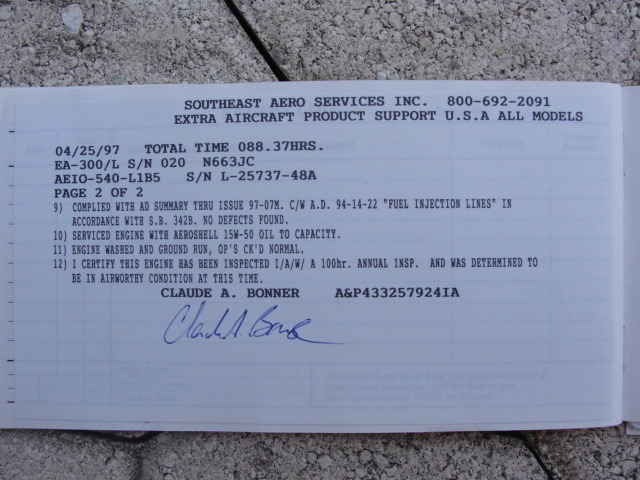 SOUTHEAST AERO SERVICES INC. 800-692-2091
EXTRA AIRCRAFT PRODUCT SUPPORT U.S.A ALL MODELS
04/25/97 TOTAL TIME 088.37HRS.
EA-300/L S/N 020 N663JC
AEIO-540-L1B5 S/N L-25737-48A
PAGE 2 OF 2
9) COMPLIED WITH AD SUMMARY THRU ISSUE 97-07M. C/W A.D. 94-14-22 "FUEL INJECTION LINES" IN
ACCORDANCE WITH S.B. 342B. NO DEFECTS FOUND.
10) SERVICED ENGINE WITH AEROSHELL 15W-50 OIL TO CAPACITY.
11) ENGINE WASHED AND GROUND RUN, OP'S CK'D NORMAL.
12) I CERTIFY THIS ENGINE HAS BEEN INSPECTED I/A/W/ A 100hr. ANNUAL INSP. AND WAS DETERMINED TO
BE IN AIRWORTHY CONDITION AT THIS TIME.
CLAUDE A. BONNER A&P433257924IA
Claude A. Bonner